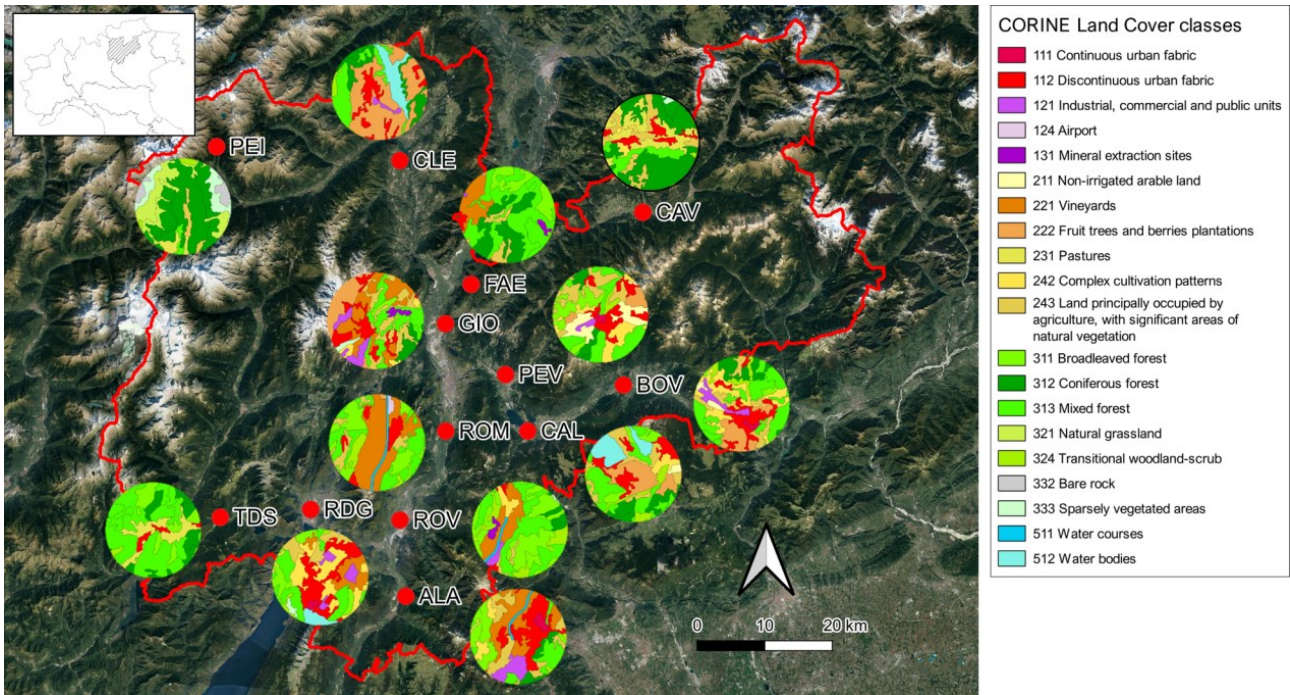 PEI
CLE
CAV
FAE
GIO
PEV
BOV
ROM
CAL
TDS
RDG
ROV
ALA
0 10 20 km
CORINE Land Cover classes
111 Continuous urban fabric
112 Discontinuous urban fabric
121 Industrial, commercial and public units
124 Airport
131 Mineral extraction sites
211 Non-irrigated arable land
221 Vineyards
222 Fruit trees and berries plantations
231 Pastures
242 Complex cultivation patterns
243 Land principally occupied by
agriculture, with significant areas of
natural vegetation
311 Broadleaved forest
312 Coniferous forest
313 Mixed forest
321 Natural grassland
324 Transitional woodland-scrub
332 Bare rock
333 Sparsely vegetated areas
511 Water courses
512 Water bodies